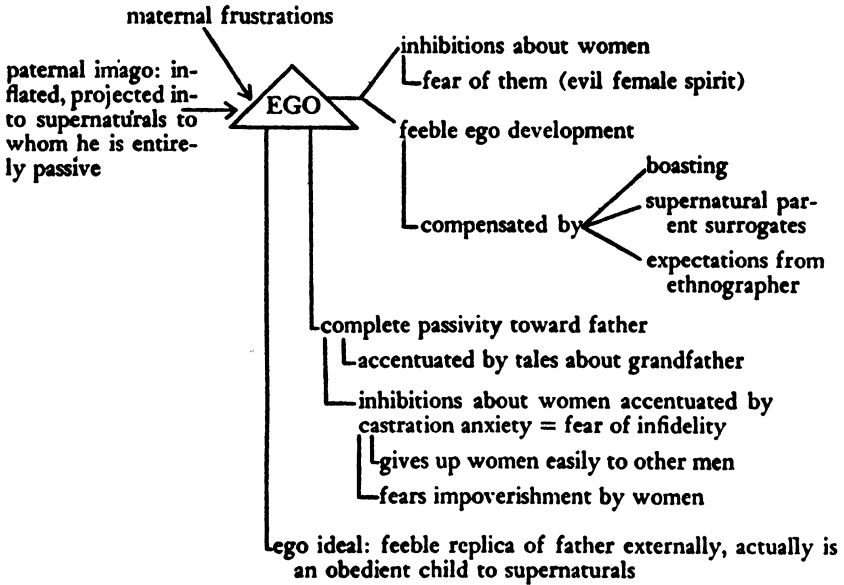 maternal frustrations
paternal imago: in-
flated, projected in-
to supernaturals to
whom he is entire-
ly passive
EGO
inhibitions about women
fear of them (evil female spirit)
feeble ego development
compensated by
boasting
supernatural par-
ent surrogates
expectations from
ethnographer
complete passivity toward father
accentuated by tales about grandfather
inhibitions about women accentuated by
castration anxiety = fear of infidelity
gives up women easily to other men
fears impoverishment by women
ego ideal: feeble replica of father externally, actually is
an obedient child to supernaturals